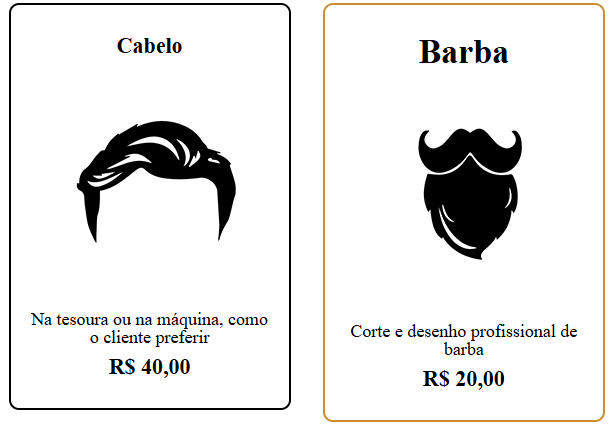 Cabelo
Na tesoura ou na máquina, como
o cliente preferir
R$ 40,00
Barba
Corte e desenho profissional de
barba
R$ 20,00